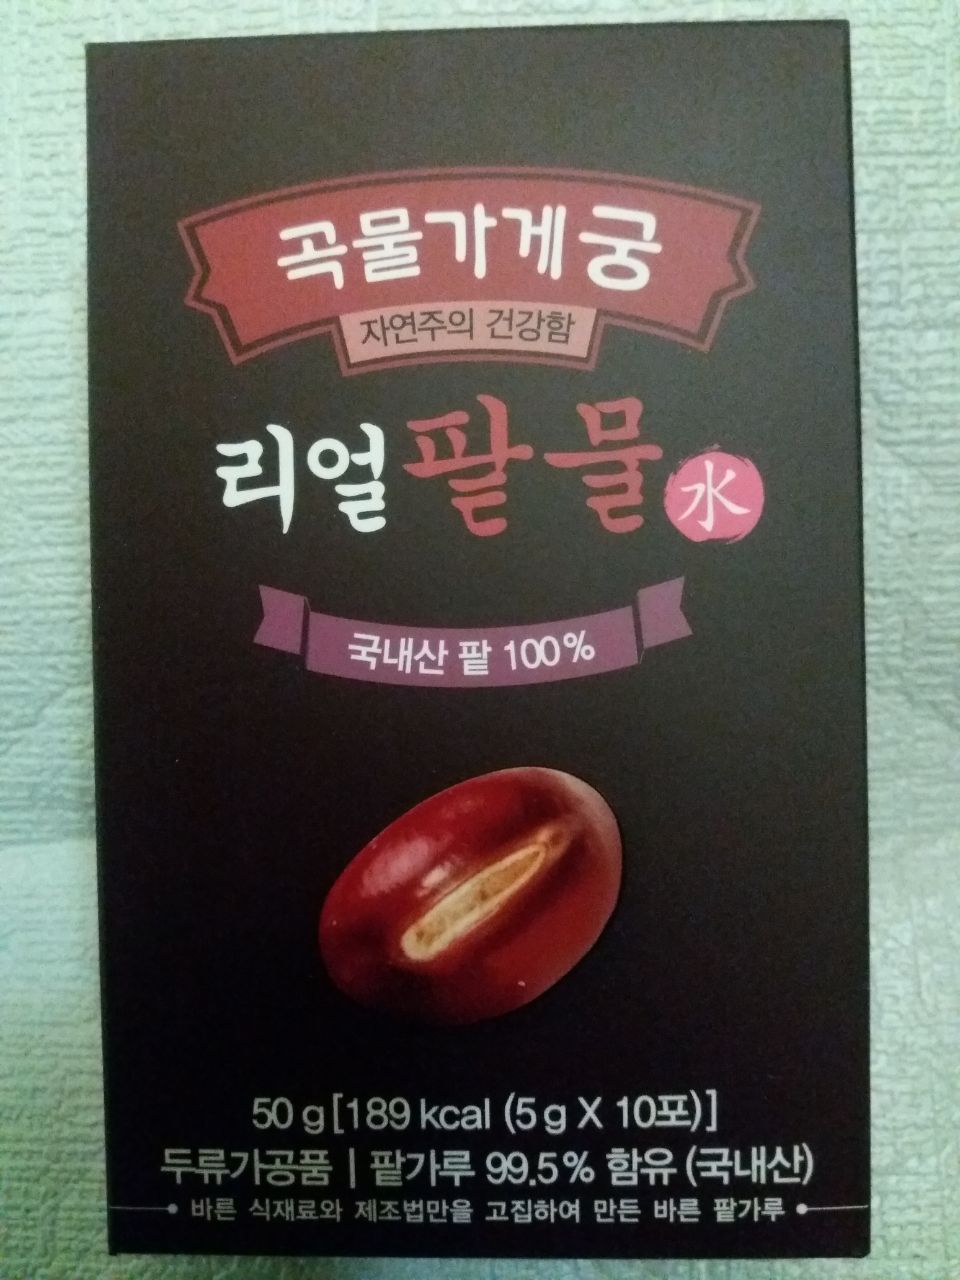 곡물가게궁
자연주의 건강함
리얼팥물水
국내산 팥 100%
50g[189 kcal (5g X 10포)]
두류가공품 | 팥가루 99.5% 함유 (국내산)
바른 식재료와 제조법만을 고집하여 만든 바른 팥가루